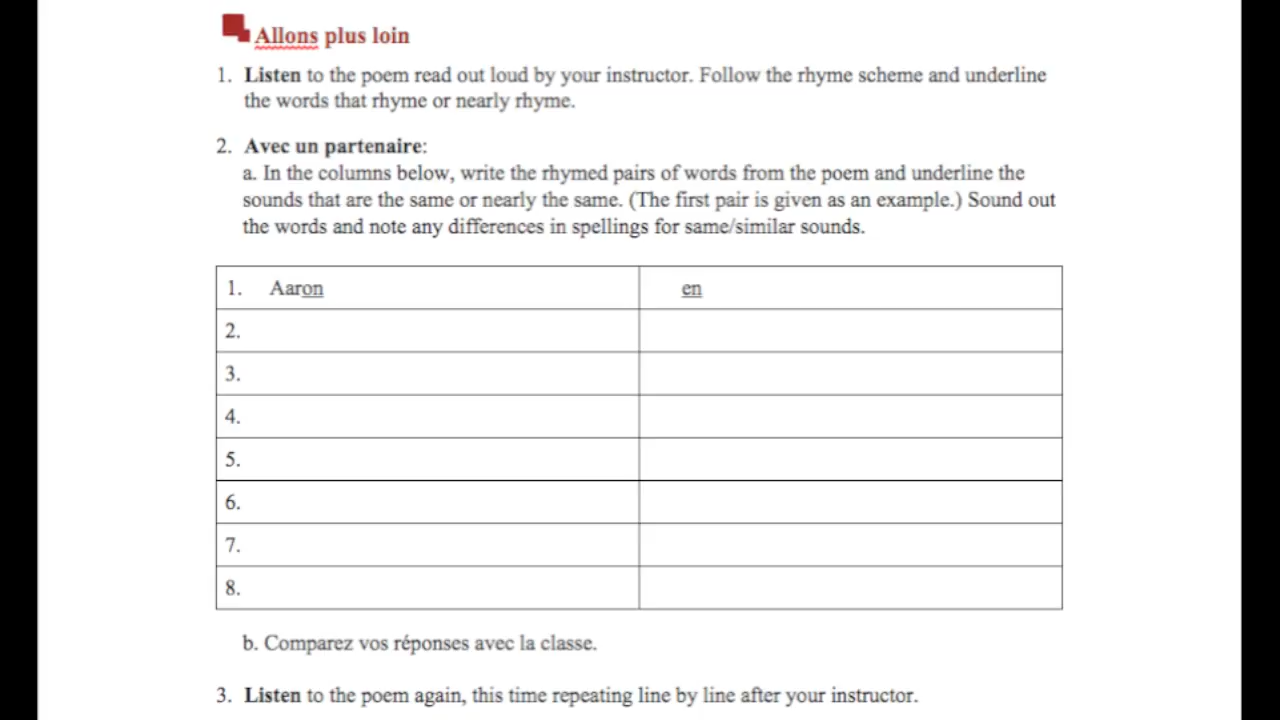 Allons plus loin
1. Listen to the poem read out loud by your instructor. Follow the rhyme scheme and underline
the words that rhyme or nearly rhyme.
2. Avec un partenaire:
a. In the columns below, write the rhymed pairs of words from the poem and underline the
sounds that are the same or nearly the same. (The first pair is given as an example.) Sound out
the words and note any differences in spellings for same/similar sounds.
1. Aaron en
2.
3.
4.
5.
6.
7.
8.
b. Comparez vos réponses avec la classe.
3. Listen to the poem again, this time repeating line by line after your instructor.